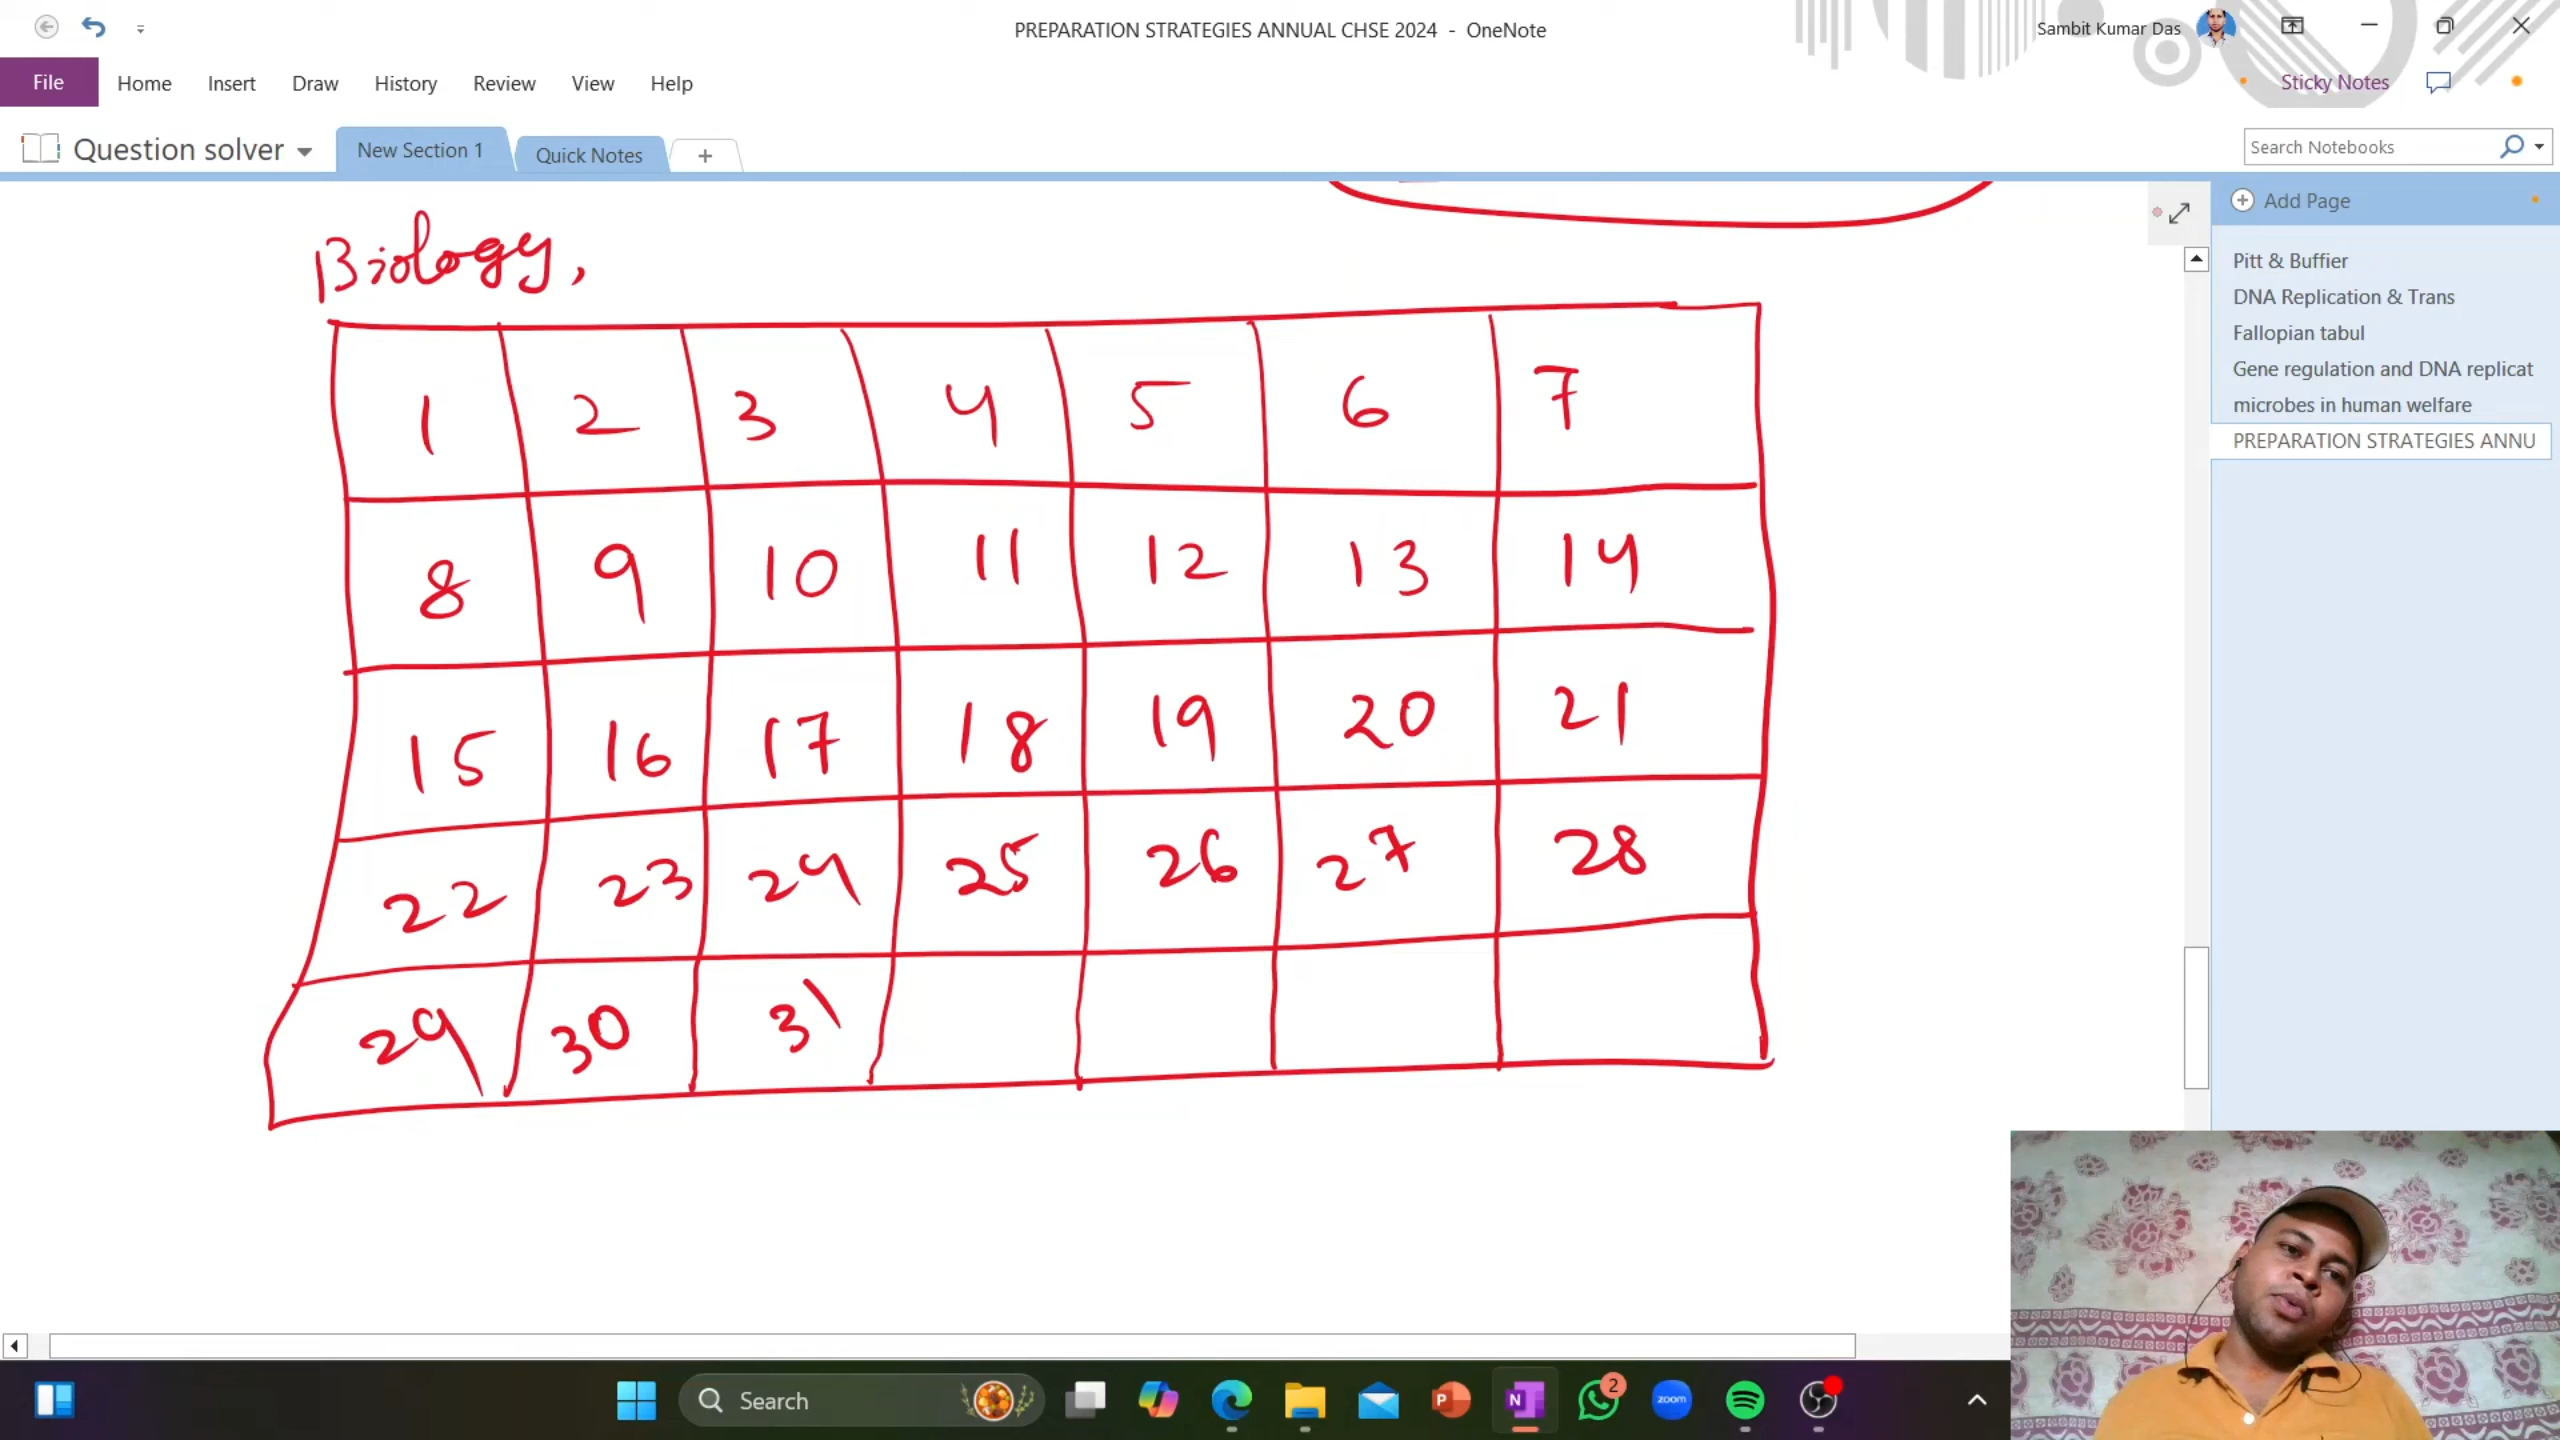 PREPARATION STRATEGIES ANNUAL CHSE 2024 - OneNote
Sambit Kumar Das
File Home Insert Draw History Review View Help
Sticky Notes
Question solver New Section 1 Quick Notes +
Search Notebooks
Add Page
Pitt & Buffier
DNA Replication & Trans
Fallopian tabul
Gene regulation and DNA replicat
microbes in human welfare
PREPARATION STRATEGIES ANNU
Biology,
1 2 3 4 5 6 7
8 9 10 11 12 13 14
15 16 17 18 19 20 21
22 23 24 25 26 27 28
29 30 31
Search
P
N
2
zoom